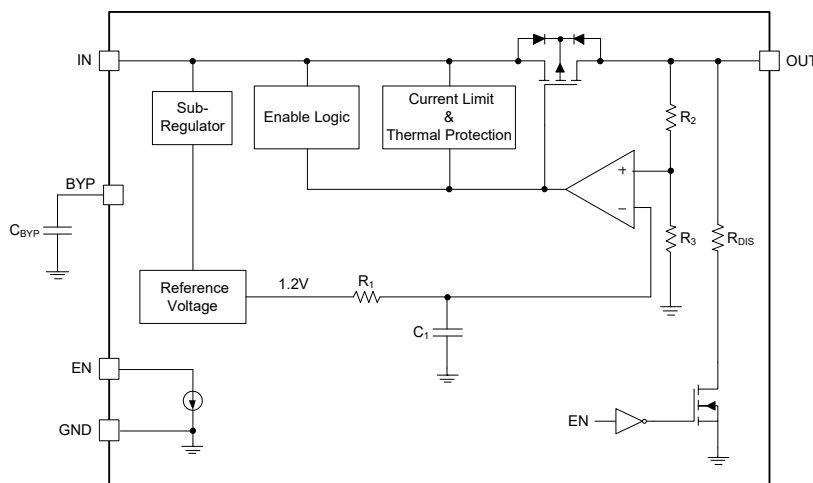 IN
OUT
Sub-
Regulator
Enable Logic
Current Limit
&
Thermal Protection
R2
BYP
+
−
CBYP
R3
RDIS
Reference
Voltage
1.2V
R1
C1
EN
EN
GND